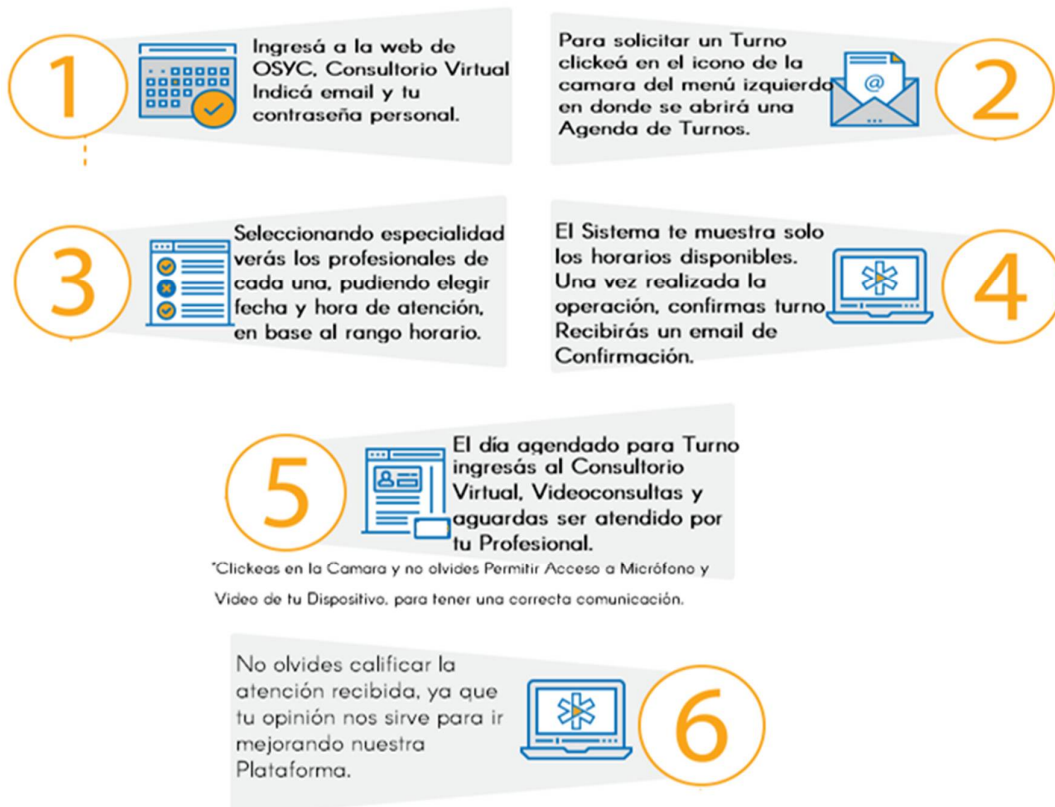 1
Ingresá a la web de
OSYC, Consultorio Virtual
Indicá email y tu
contraseña personal.
Para solicitar un Turno
clickeá en el icono de la
camara del menú izquierdo
en donde se abrirá una
Agenda de Turnos.
@
2
3
Seleccionando especialidad
verás los profesionales de
cada una, pudiendo elegir
fecha y hora de atención,
en base al rango horario.
El Sistema te muestra solo
los horarios disponibles.
Una vez realizada la
operación, confirmas turno
Recibirás un email de
Confirmación.
4
5
El día agendado para Turno
ingresás al Consultorio
Virtual, Videoconsultas y
aguardas ser atendido por
tu Profesional.
*Clickeas en la Camara y no olvides Permitir Acceso a Micrófono y
Video de tu Dispositivo, para tener una correcta comunicación.
No olvides calificar la
atención recibida, ya que
tu opinión nos sirve para ir
mejorando nuestra
Plataforma.
6